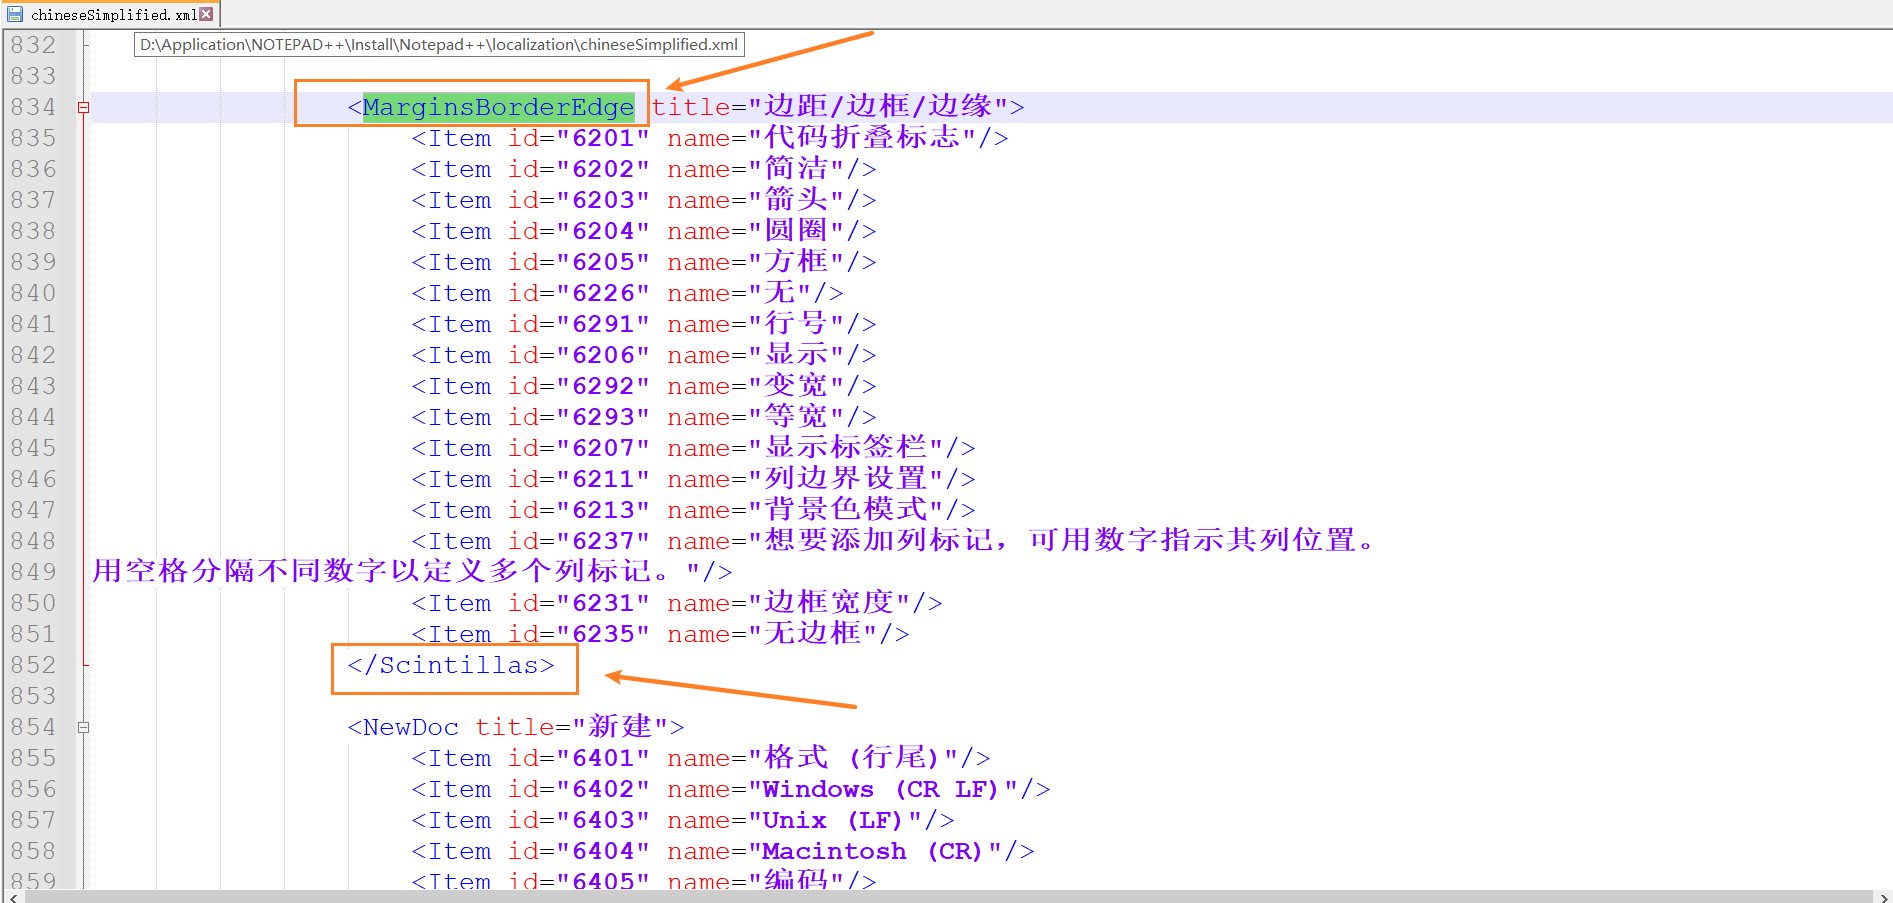 chineseSimplified.xml
D:\Application\NOTEPAD++\Install\Notepad++\localization\chineseSimplified.xml
832
833
834 <MarginsBorderEdge title="边距/边框/边缘">
835 <Item id="6201" name="代码折叠标志"/>
836 <Item id="6202" name="简洁"/>
837 <Item id="6203" name="箭头"/>
838 <Item id="6204" name="圆圈"/>
839 <Item id="6205" name="方框"/>
840 <Item id="6226" name="无"/>
841 <Item id="6291" name="行号"/>
842 <Item id="6206" name="显示"/>
843 <Item id="6292" name="变宽"/>
844 <Item id="6293" name="等宽"/>
845 <Item id="6207" name="显示标签栏"/>
846 <Item id="6211" name="列边界设置"/>
847 <Item id="6213" name="背景色模式"/>
848 <Item id="6237" name="想要添加列标记，可用数字指示其列位置。
849 用空格分隔不同数字以定义多个列标记。"/>
850 <Item id="6231" name="边框宽度"/>
851 <Item id="6235" name="无边框"/>
852 </Scintillas>
853
854 <NewDoc title="新建">
855 <Item id="6401" name="格式 (行尾)"/>
856 <Item id="6402" name="Windows (CR LF)"/>
857 <Item id="6403" name="Unix (LF)"/>
858 <Item id="6404" name="Macintosh (CR)"/>
859 <Item id="6405" name="编码"/>